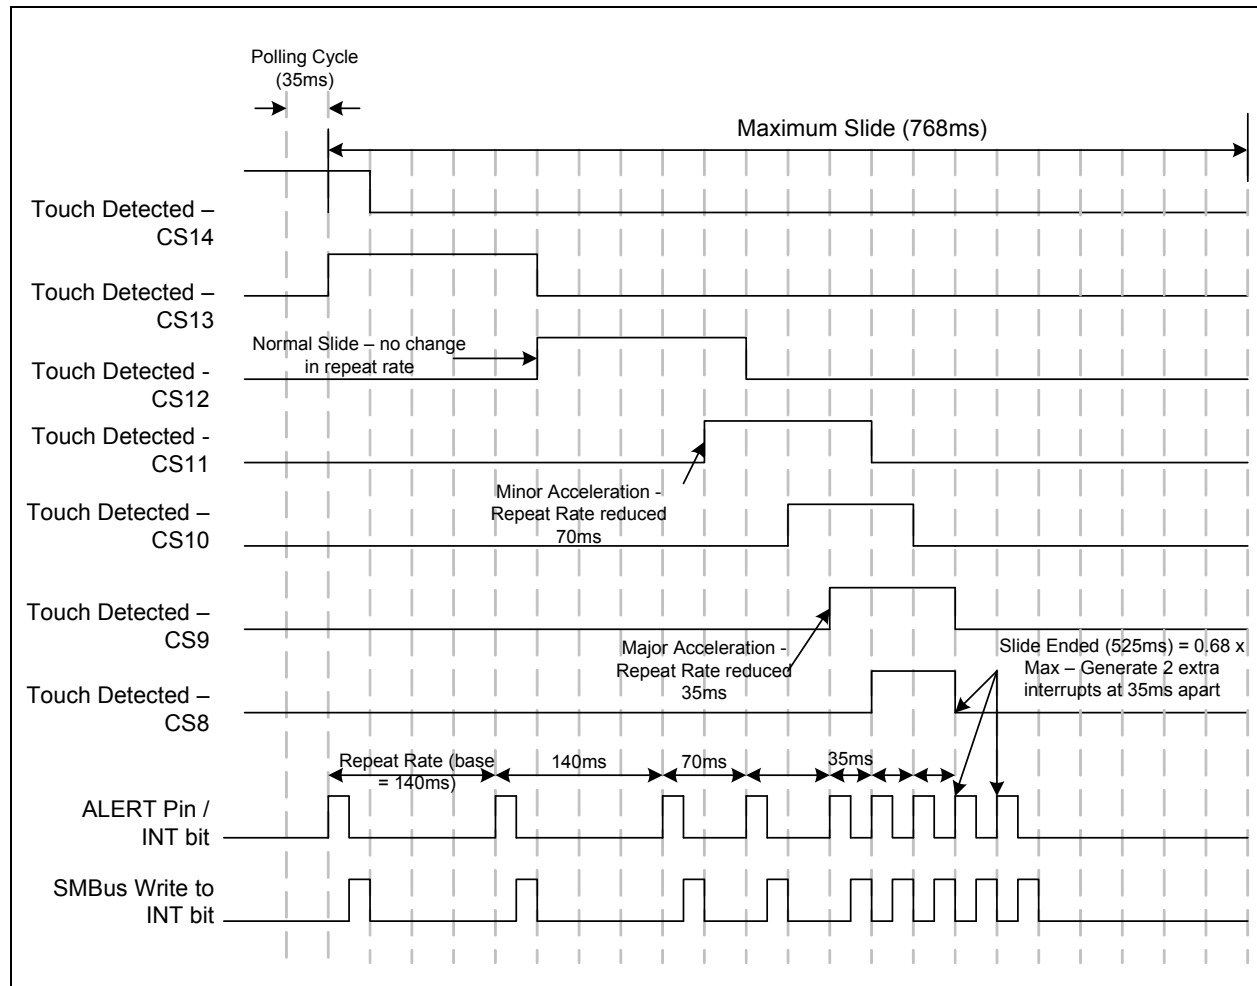 Polling Cycle
(35ms)
Maximum Slide (768ms)
Touch Detected –
CS14
Touch Detected –
CS13
Normal Slide – no change
in repeat rate
Touch Detected -
CS12
Touch Detected -
CS11
Minor Acceleration -
Repeat Rate reduced
70ms
Touch Detected –
CS10
Touch Detected –
CS9
Major Acceleration -
Repeat Rate reduced
35ms
Slide Ended (525ms) = 0.68 x
Max – Generate 2 extra
interrupts at 35ms apart
Touch Detected –
CS8
Repeat Rate (base
= 140ms)
140ms
70ms
35ms
ALERT Pin /
INT bit
SMBus Write to
INT bit